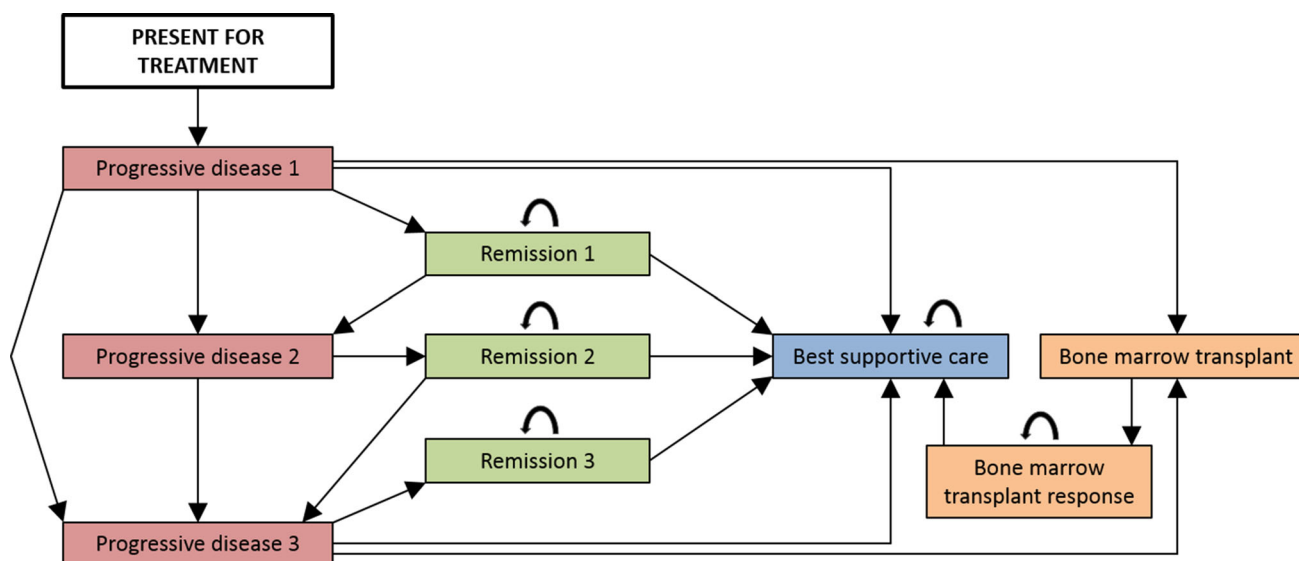 PRESENT FOR
TREATMENT
Progressive disease 1
Remission 1
Progressive disease 2
Remission 2
Best supportive care
Bone marrow transplant
Remission 3
Bone marrow
transplant response
Progressive disease 3